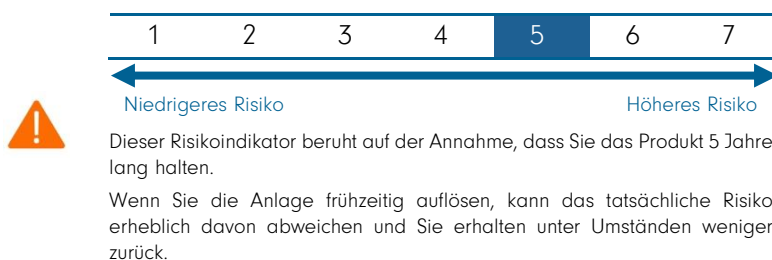 1 2 3 4 5 6 7
Niedrigeres Risiko Höheres Risiko
Dieser Risikoindikator beruht auf der Annahme, dass Sie das Produkt 5 Jahre
lang halten.
Wenn Sie die Anlage frühzeitig auflösen, kann das tatsächliche Risiko
erheblich davon abweichen und Sie erhalten unter Umständen weniger
zurück.